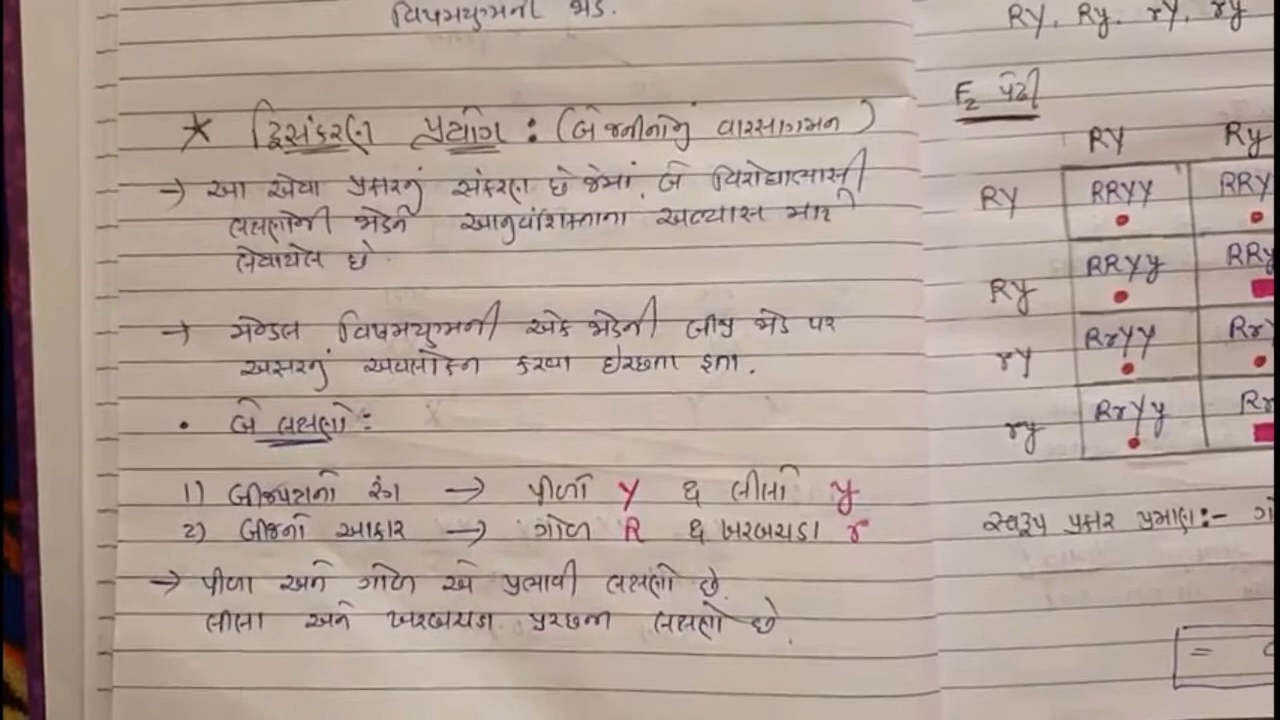 વિષમયુગ્મની ભેડ.
* દ્વિસંકરણ પ્રયોગ : (બે જનીનોનું વારસાગમન)
→ આ એવા પ્રકારનું સંકરણ છે જેમાં બે વિરોધાભાસી
લક્ષણોની ભેડને આનુવંશિકતાના અભ્યાસ માટે
લેવાયેલ છે.
→ મેન્ડલ વિષમયુગ્મની એક ભેડની બીજી ભેડ પર
અસરનું અવલોકન કરવા ઈચ્છતા હતા.
• બે લક્ષણો :
1) બીજપત્રનો રંગ → પીળો Y & લીલો y
2) બીજનો આકાર → ગોળ R & ખરબચડા r
→ પીળા અને ગોળ એ પ્રભાવી લક્ષણો છે.
લીલા અને ખરબચડા પ્રચ્છન્ન લક્ષણો છે.
RY, Ry, rY, ry
F₂ પેઢી
RY Ry
RY RRYY RRY
Ry RRYy RRy
rY RrYY RrY
ry RrYy Rr
સ્વરૂપ પ્રકાર પ્રમાણ :- ગો
=